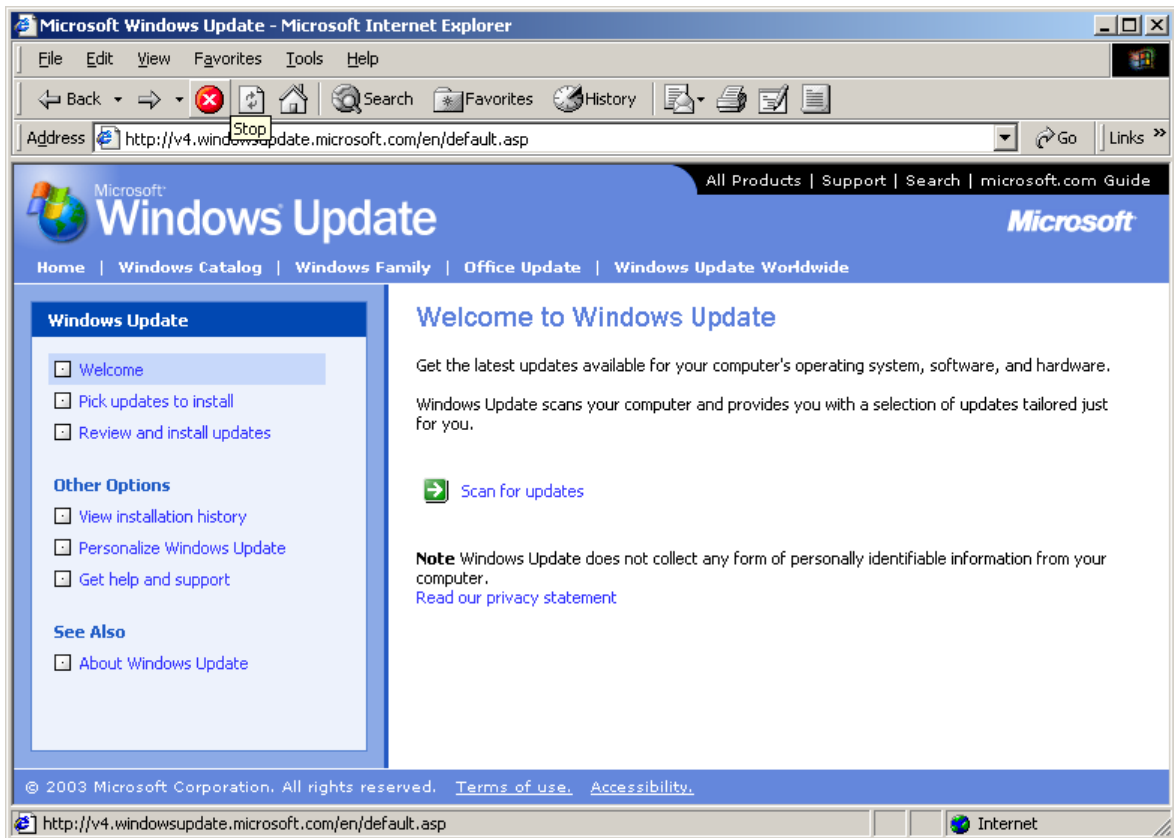 Microsoft Windows Update - Microsoft Internet Explorer
File Edit View Favorites Tools Help
Back Search Favorites History
Stop
Address http://v4.windowsupdate.microsoft.com/en/default.asp Go Links »
All Products | Support | Search | microsoft.com Guide
Microsoft
Windows Update
Microsoft
Home | Windows Catalog | Windows Family | Office Update | Windows Update Worldwide
Windows Update
Welcome
Pick updates to install
Review and install updates
Other Options
View installation history
Personalize Windows Update
Get help and support
See Also
About Windows Update
Welcome to Windows Update
Get the latest updates available for your computer's operating system, software, and hardware.
Windows Update scans your computer and provides you with a selection of updates tailored just
for you.
Scan for updates
Note Windows Update does not collect any form of personally identifiable information from your
computer.
Read our privacy statement
© 2003 Microsoft Corporation. All rights reserved. Terms of use. Accessibility.
http://v4.windowsupdate.microsoft.com/en/default.asp Internet